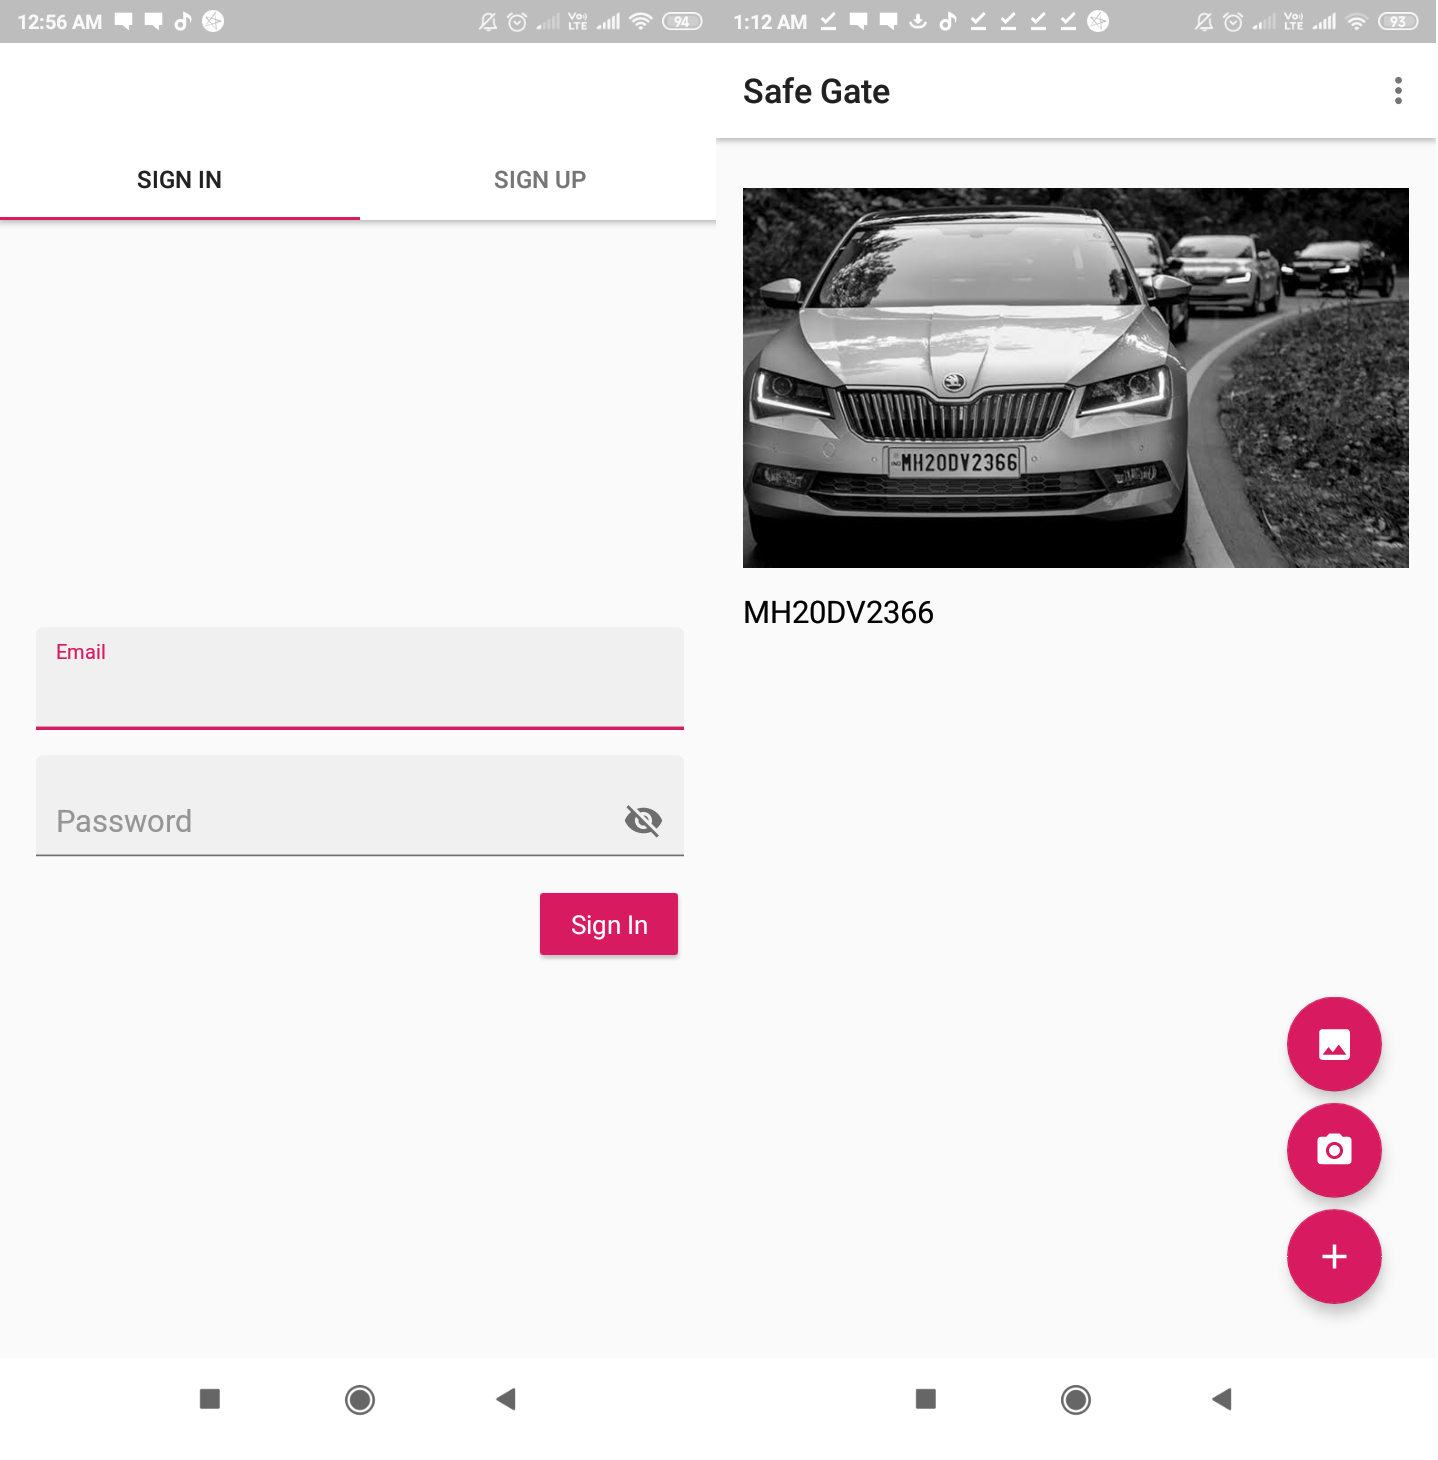 12:56 AM
Vo) LTE
94
SIGN IN
SIGN UP
Email
Password
Sign In
1:12 AM
Vo) LTE
93
Safe Gate
MH20DV2366
MH20DV2366